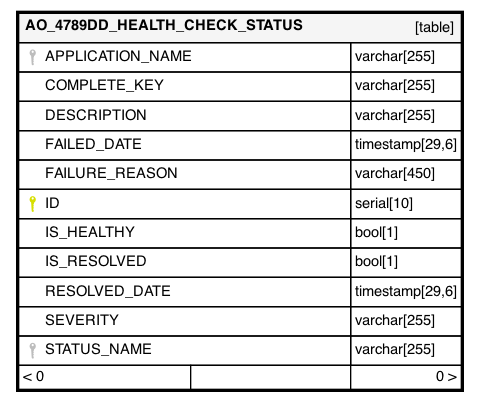 AO_4789DD_HEALTH_CHECK_STATUS [table]
APPLICATION_NAME varchar[255]
COMPLETE_KEY varchar[255]
DESCRIPTION varchar[255]
FAILED_DATE timestamp[29,6]
FAILURE_REASON varchar[450]
ID serial[10]
IS_HEALTHY bool[1]
IS_RESOLVED bool[1]
RESOLVED_DATE timestamp[29,6]
SEVERITY varchar[255]
STATUS_NAME varchar[255]
< 0 0 >